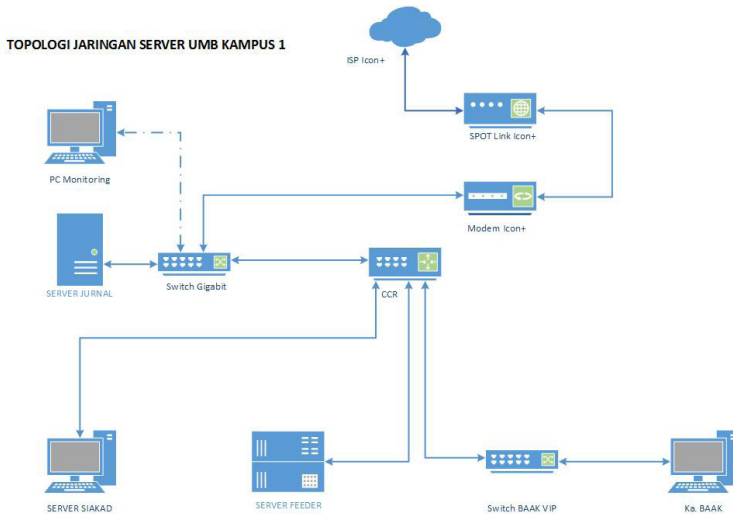 TOPOLOGI JARINGAN SERVER UMB KAMPUS 1
ISP Icon+
SPOT Link Icon+
PC Monitoring
Modem Icon+
SERVER JURNAL
Switch Gigabit
CCR
SERVER SIAKAD
SERVER FEEDER
Switch BAAK VIP
Ka. BAAK